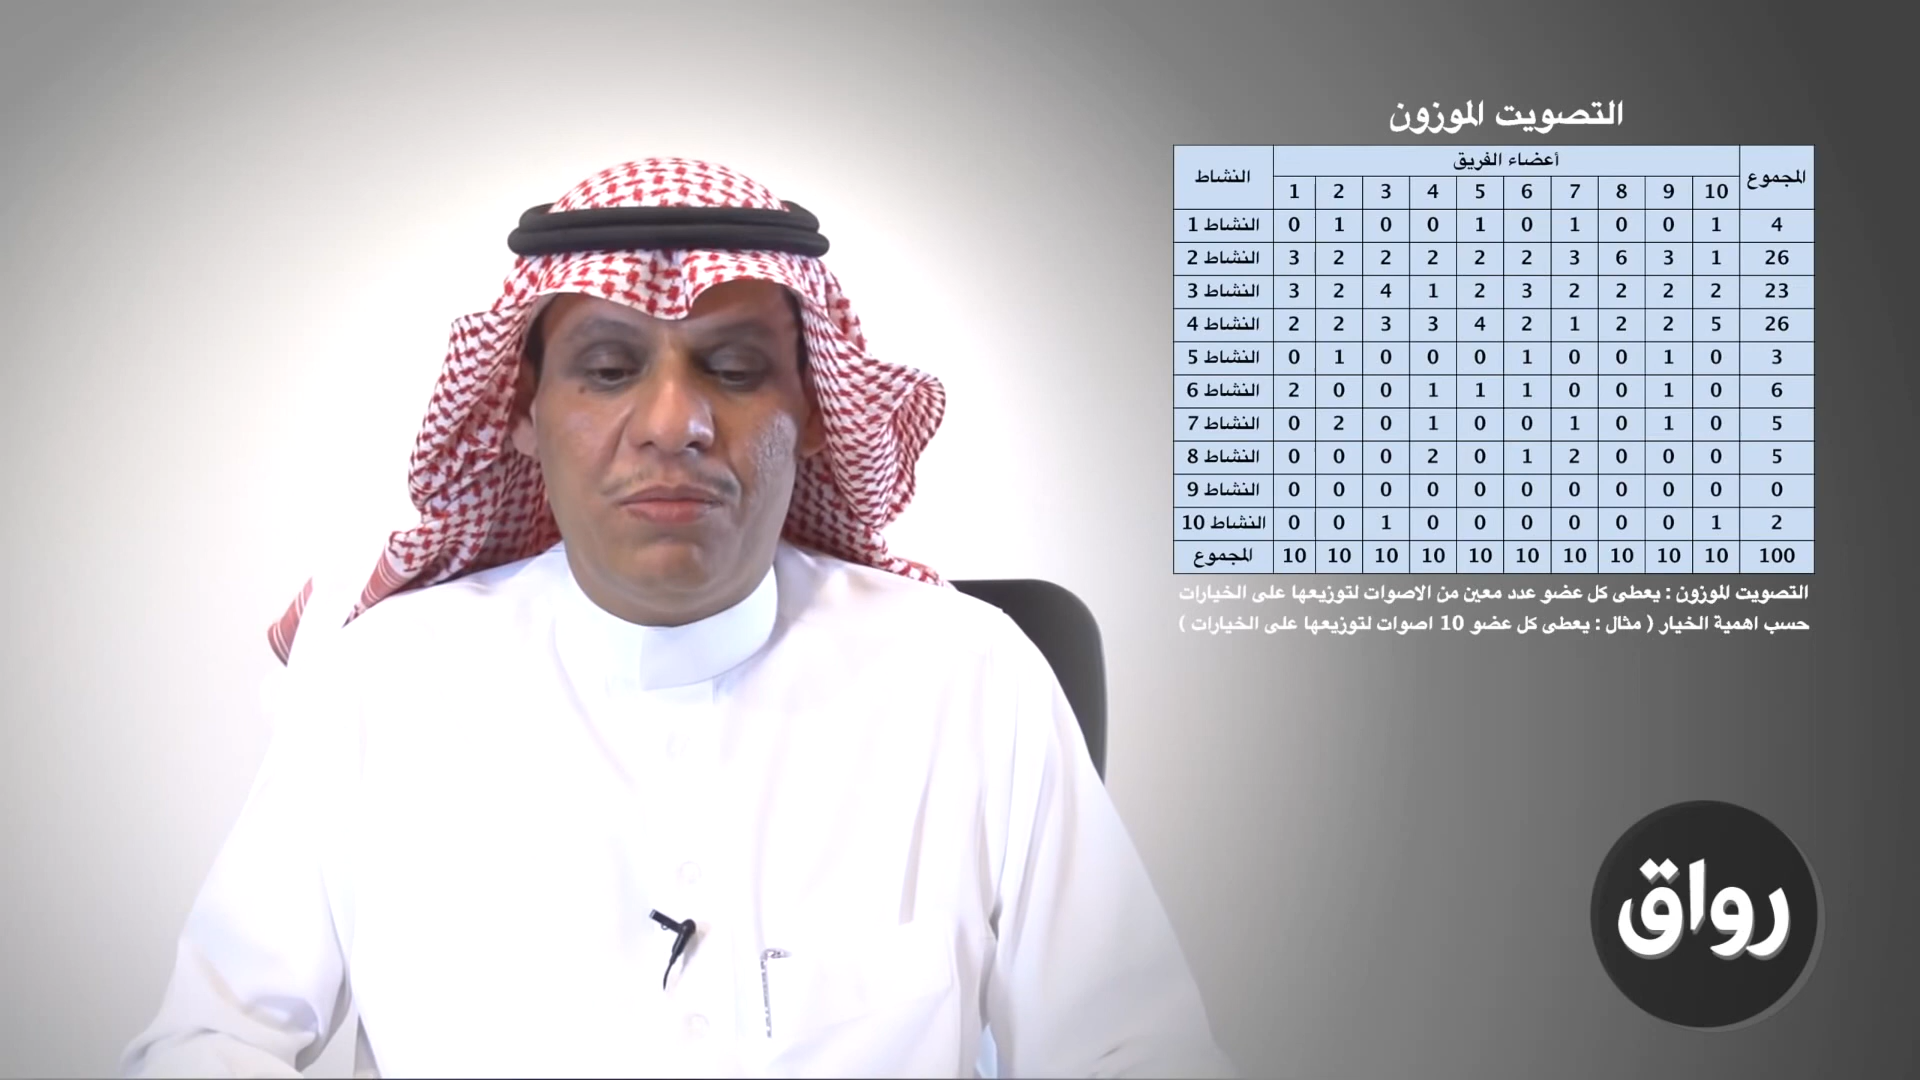 التصويت الموزون
النشاط أعضاء الفريق المجموع
1 2 3 4 5 6 7 8 9 10
النشاط 1 0 1 0 0 1 0 1 0 0 1 4
النشاط 2 3 2 2 2 2 2 3 6 3 1 26
النشاط 3 3 2 4 1 2 3 2 2 2 2 23
النشاط 4 2 2 3 3 4 2 1 2 2 5 26
النشاط 5 0 1 0 0 0 1 0 0 1 0 3
النشاط 6 2 0 0 1 1 1 0 0 1 0 6
النشاط 7 0 2 0 1 0 0 1 0 1 0 5
النشاط 8 0 0 0 2 0 1 2 0 0 0 5
النشاط 9 0 0 0 0 0 0 0 0 0 0 0
النشاط 10 0 0 1 0 0 0 0 0 0 1 2
المجموع 10 10 10 10 10 10 10 10 10 10 100
التصويت الموزون : يعطى كل عضو عدد معين من الاصوات لتوزيعها على الخيارات
حسب اهمية الخيار ( مثال : يعطى كل عضو 10 اصوات لتوزيعها على الخيارات )
رواق